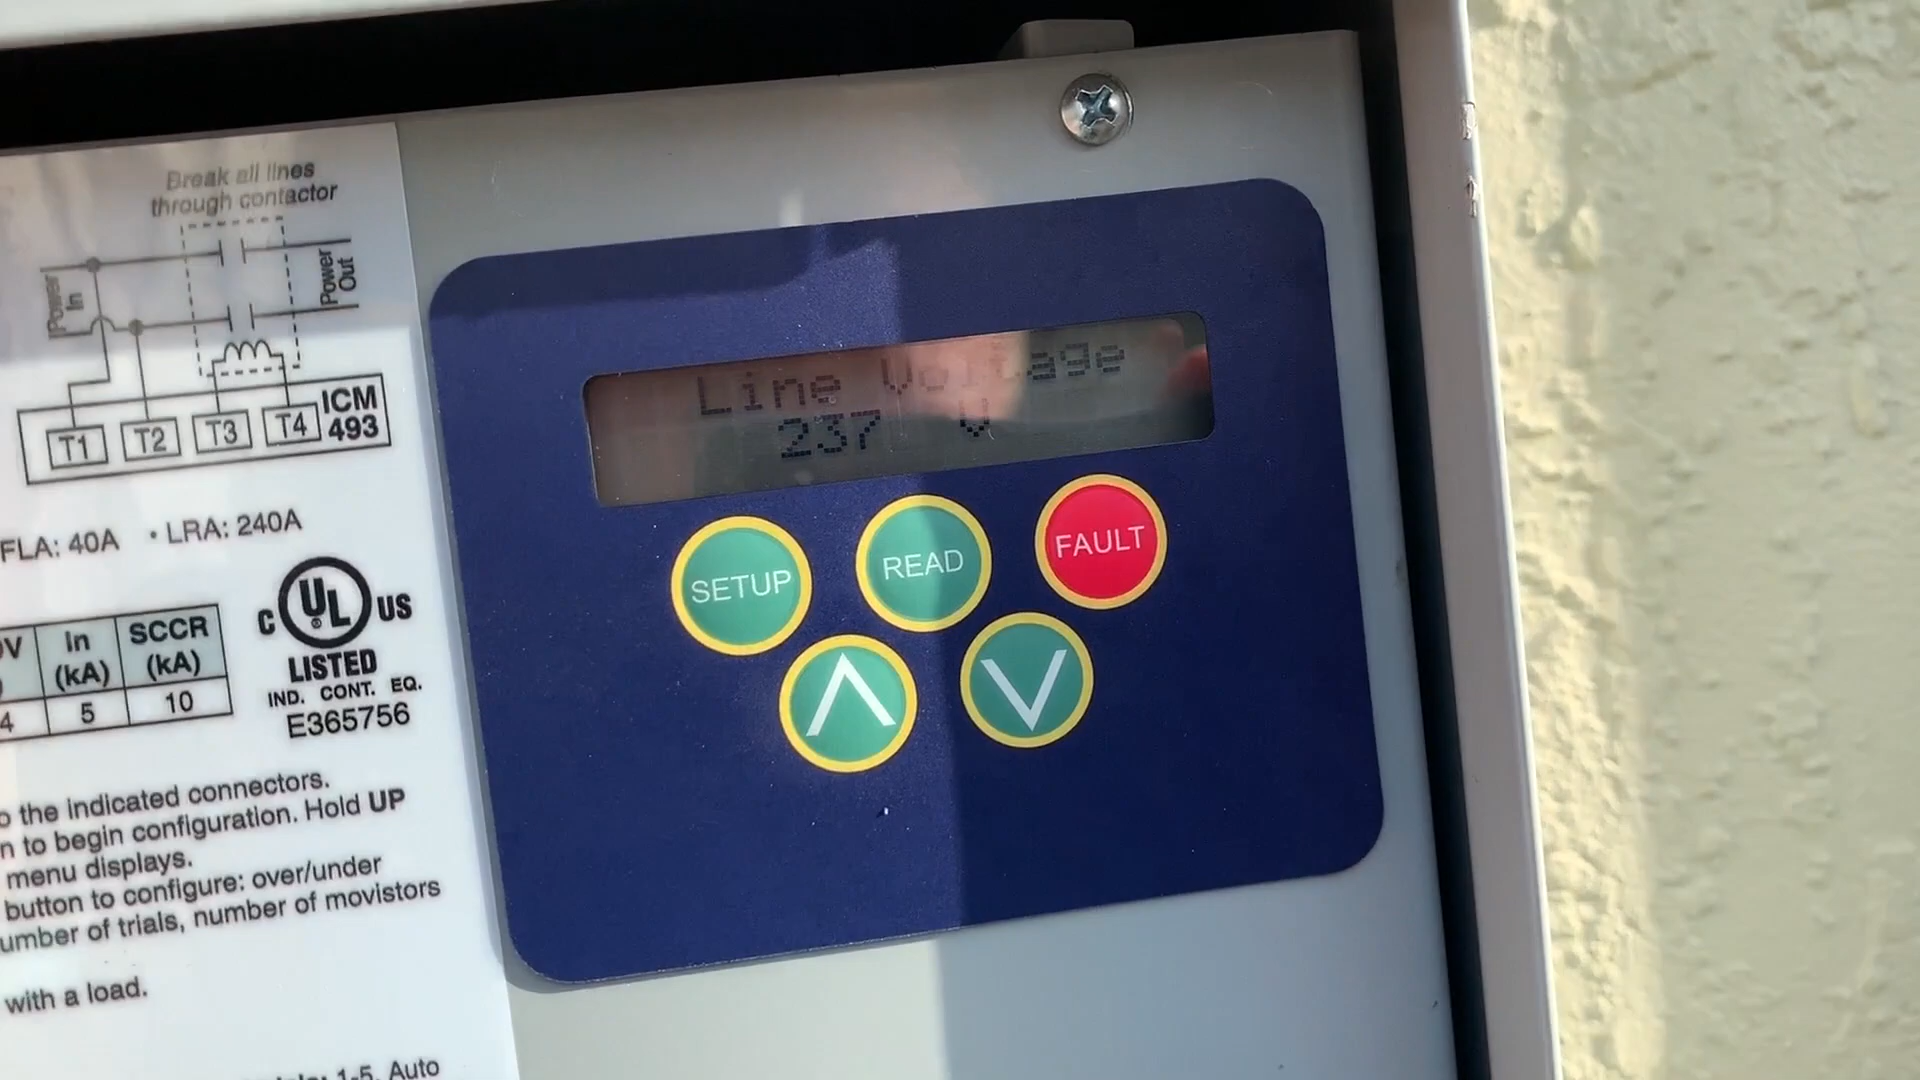 Break all lines
through contactor
Power
In
Power
Out
T1 T2 T3 T4
ICM
493
FLA: 40A • LRA: 240A
V In SCCR
(kA) (kA)
4 5 10
C UL US
LISTED
IND. CONT. EQ.
E365756
the indicated connectors.
to begin configuration. Hold UP
menu displays.
button to configure: over/under
umber of trials, number of movistors
with a load.
1-5, Auto
Line Voltage
237 V
SETUP READ FAULT